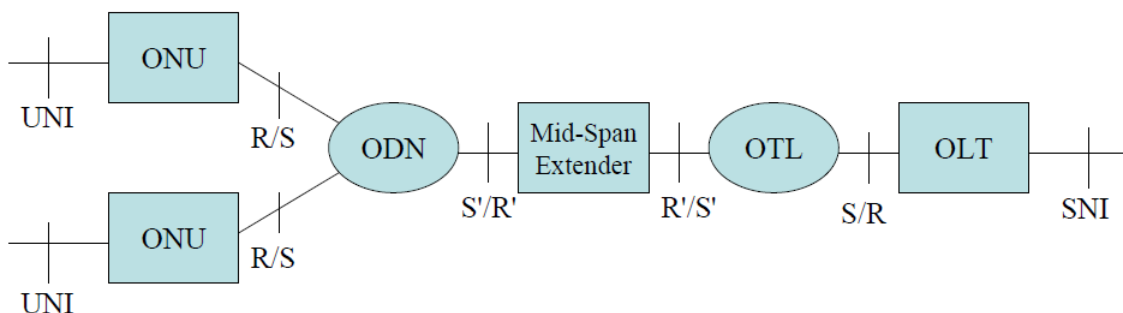 ONU
UNI
R/S
ODN
Mid-Span
Extender
OTL
OLT
S'/R'
R'/S'
S/R
SNI
ONU
R/S
UNI